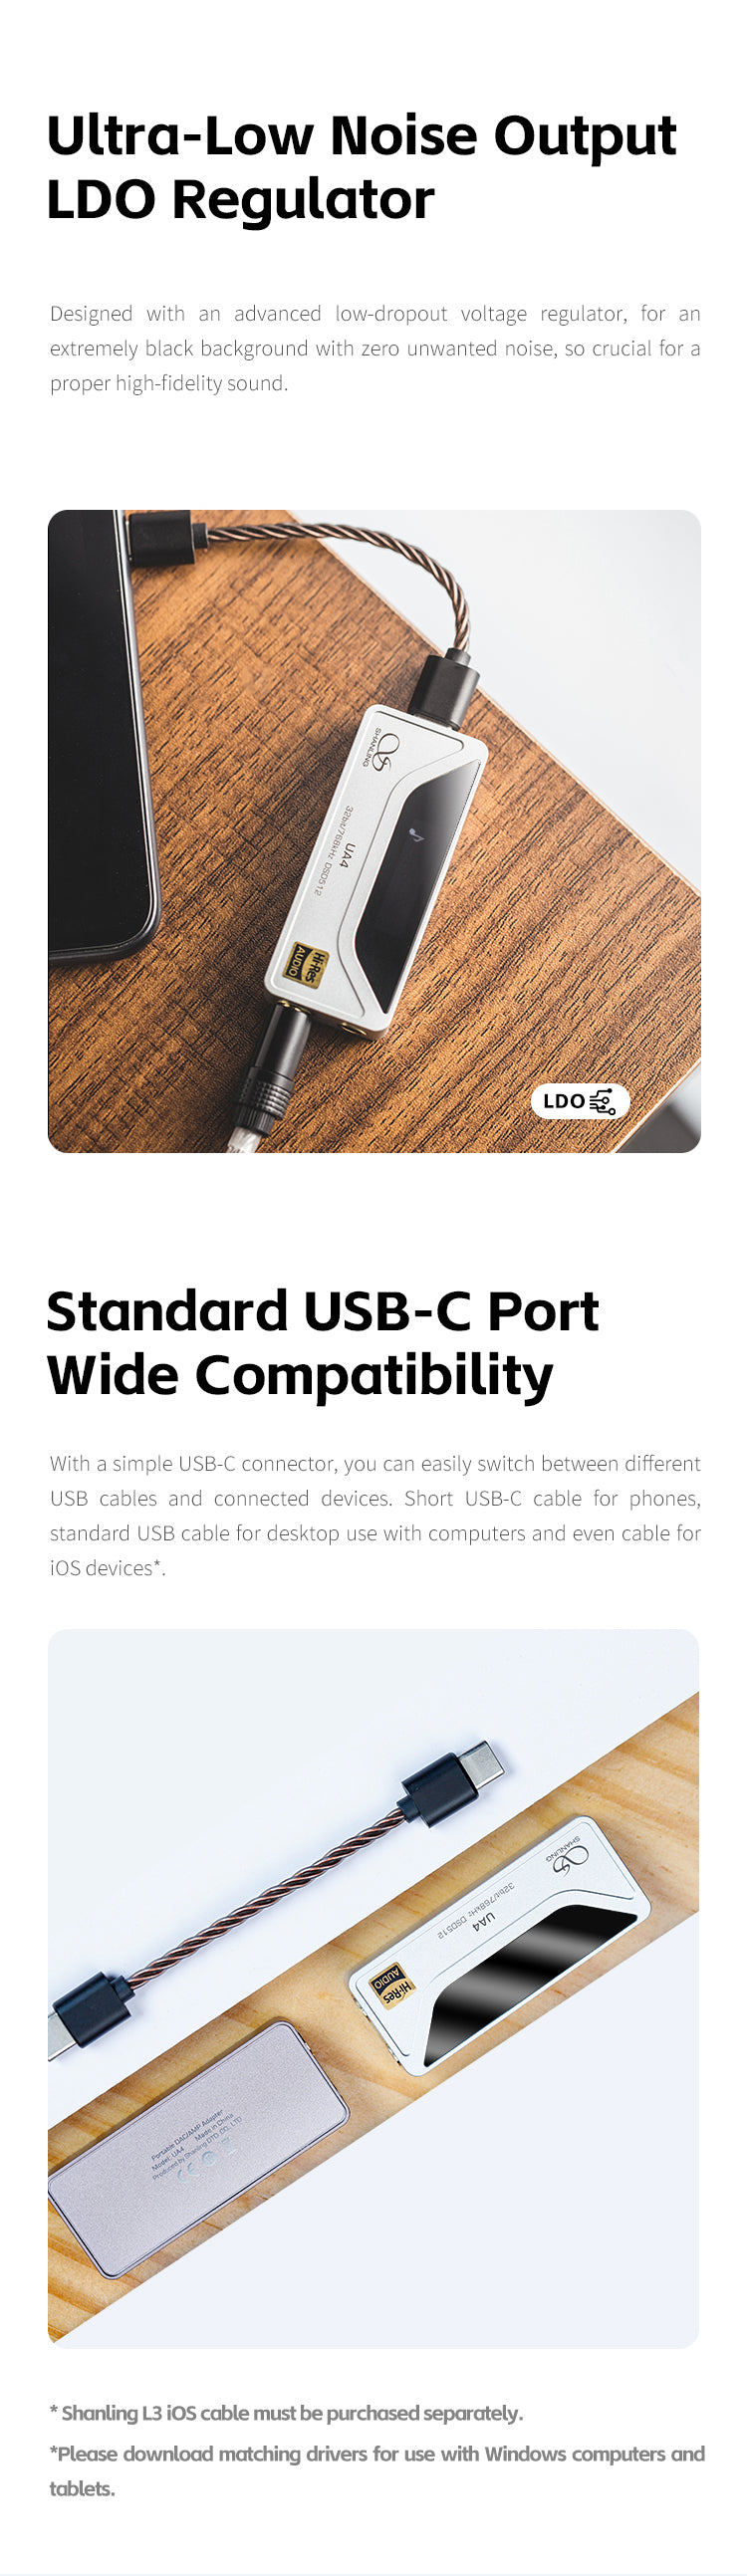 Ultra-Low Noise Output
LDO Regulator
Designed with an advanced low-dropout voltage regulator, for an
extremely black background with zero unwanted noise, so crucial for a
proper high-fidelity sound.
SHANLING
UA4
32bit/768kHz DSD512
Hi-Res
AUDIO
LDO
Standard USB-C Port
Wide Compatibility
With a simple USB-C connector, you can easily switch between different
USB cables and connected devices. Short USB-C cable for phones,
standard USB cable for desktop use with computers and even cable for
iOS devices*.
SHANLING
32bit/768kHz DSD512
UA4
Hi-Res
AUDIO
Portable DAC/AMP Adapter
Model: UA4 Made in China
Produced by Shanling DTD.CO.,LTD
CE
* Shanling L3 iOS cable must be purchased separately.
*Please download matching drivers for use with Windows computers and
tablets.